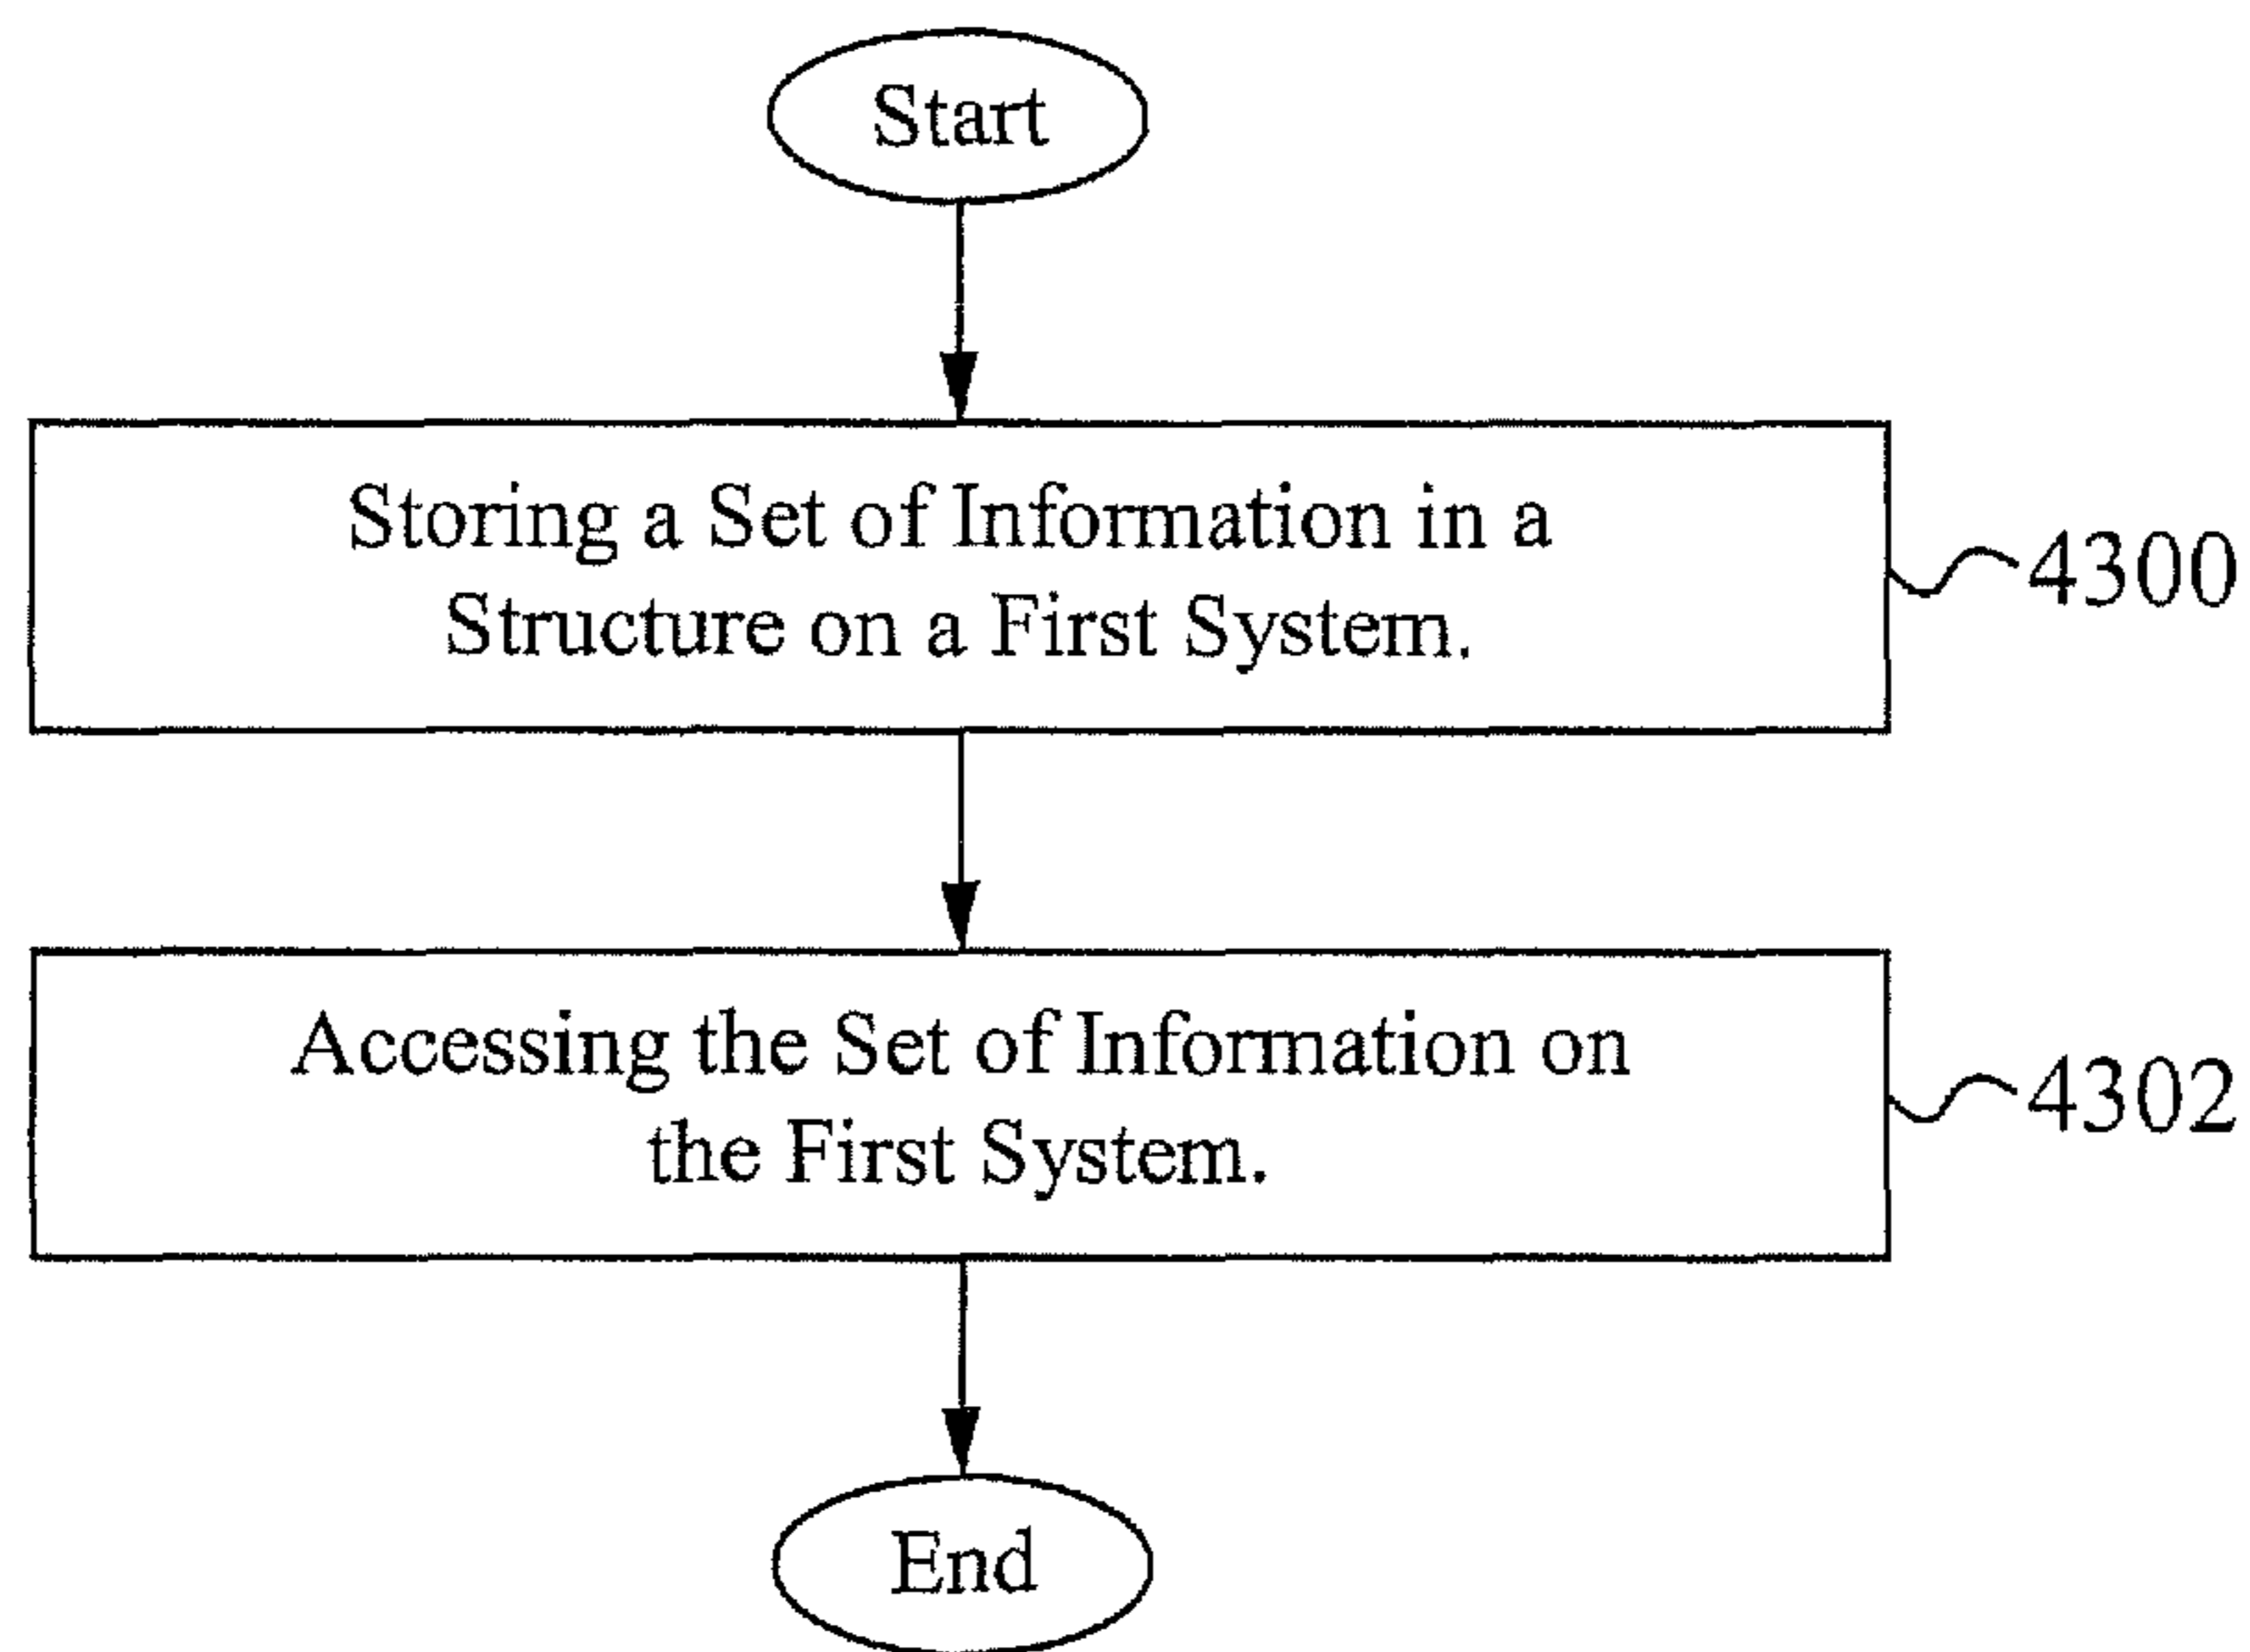 Start
Storing a Set of Information in a
Structure on a First System.
4300
Accessing the Set of Information on
the First System.
4302
End